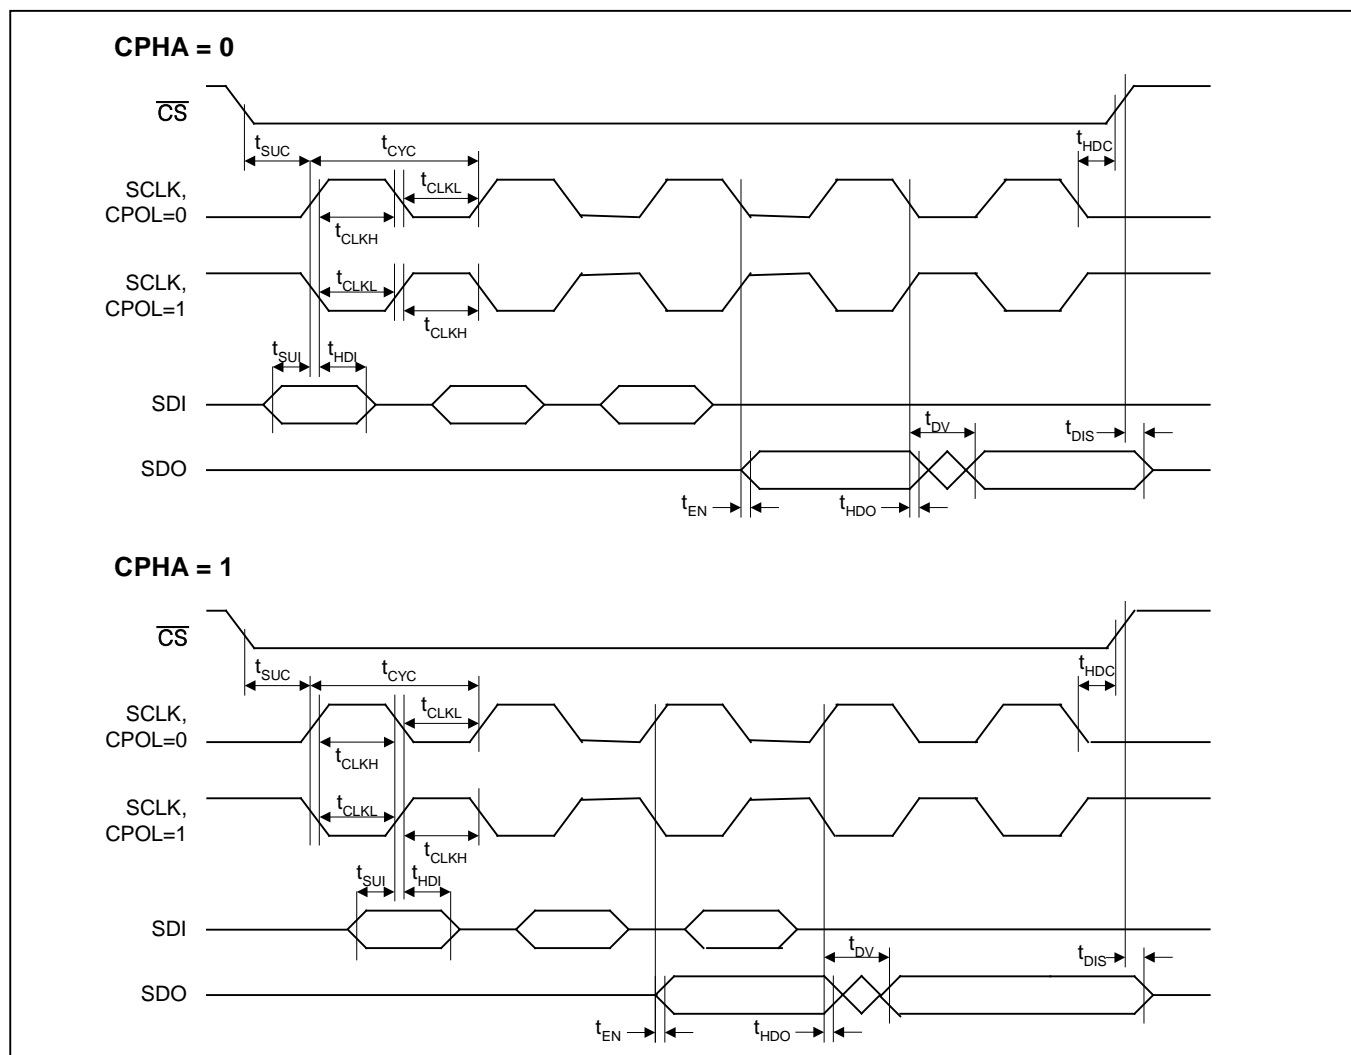 CPHA = 0
CS
tSUC
tCYC
tHDC
SCLK,
CPOL=0
tCLKL
tCLKH
SCLK,
CPOL=1
tCLKL
tCLKH
tSUI
tHDI
SDI
tDV
tDIS
SDO
tEN
tHDO
CPHA = 1
CS
tSUC
tCYC
tHDC
SCLK,
CPOL=0
tCLKL
tCLKH
SCLK,
CPOL=1
tCLKL
tCLKH
tSUI
tHDI
SDI
tDV
tDIS
SDO
tEN
tHDO